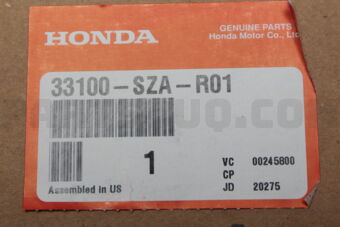 HONDA
GENUINE PARTS
Honda Motor Co., Ltd
33100-SZA-R01
1
VC 00245800
CP
JD 20275
Assembled in US